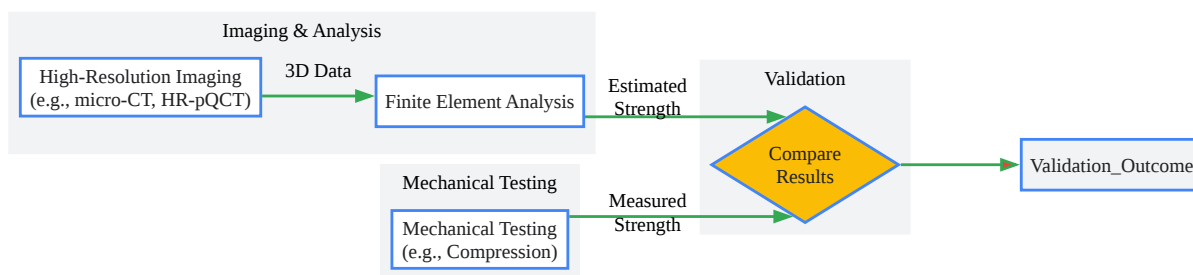 Imaging & Analysis
High-Resolution Imaging
(e.g., micro-CT, HR-pQCT)
3D Data
Finite Element Analysis
Estimated
Strength
Validation
Compare
Results
Validation_Outcome
Mechanical Testing
Mechanical Testing
(e.g., Compression)
Measured
Strength